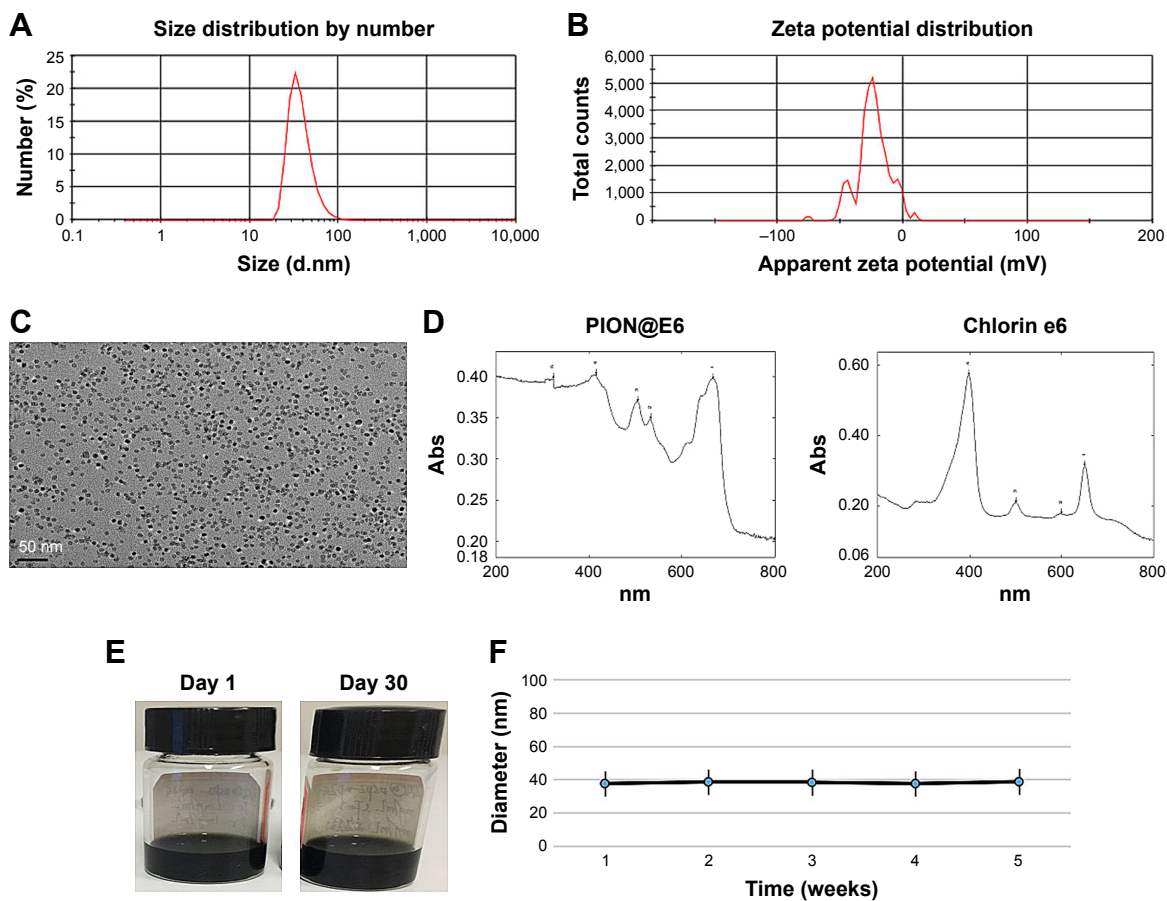 A
Size distribution by number
Number (%)
25
20
15
10
5
0
0.1
1
10
100
1,000
10,000
Size (d.nm)
B
Zeta potential distribution
Total counts
6,000
5,000
4,000
3,000
2,000
1,000
0
–100
0
100
200
Apparent zeta potential (mV)
C
50 nm
D
PION@E6
Abs
0.40
0.35
0.30
0.25
0.20
0.18
200
400
600
800
nm
Chlorin e6
Abs
0.60
0.40
0.20
0.06
200
400
600
800
nm
E
Day 1
Day 30
F
Diameter (nm)
100
80
60
40
20
0
1
2
3
4
5
Time (weeks)